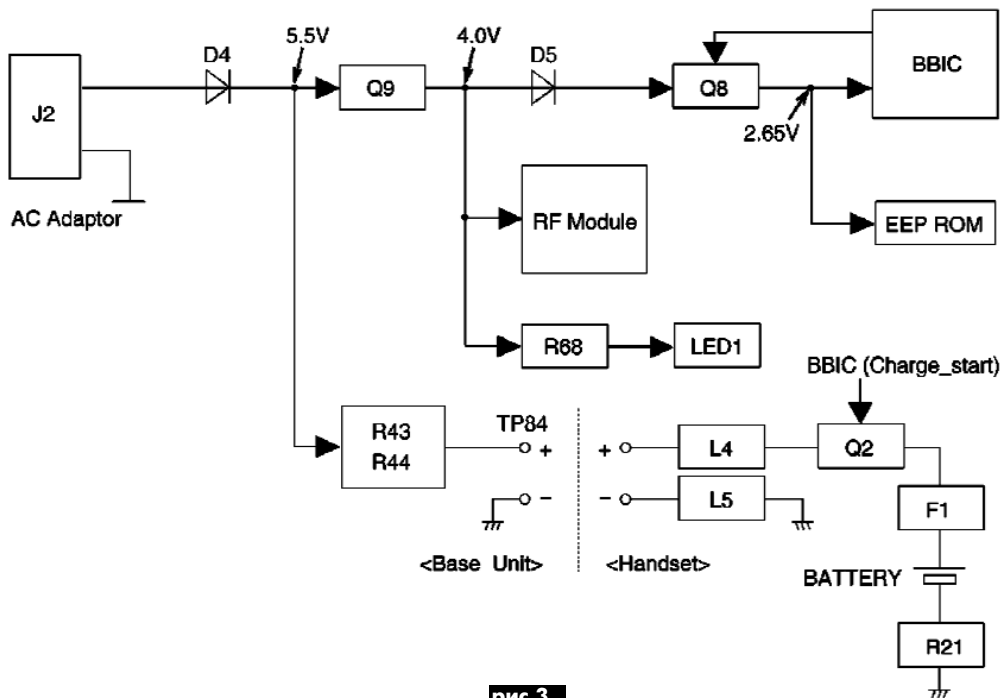 D4
5.5V
4.0V
D5
J2
Q9
Q8
BBIC
2.65V
AC Adaptor
RF Module
EEP ROM
R68
LED1
BBIC (Charge_start)
R43
R44
TP84
+
-
+
-
L4
L5
Q2
F1
<Base Unit>
<Handset>
BATTERY
R21
рис.3